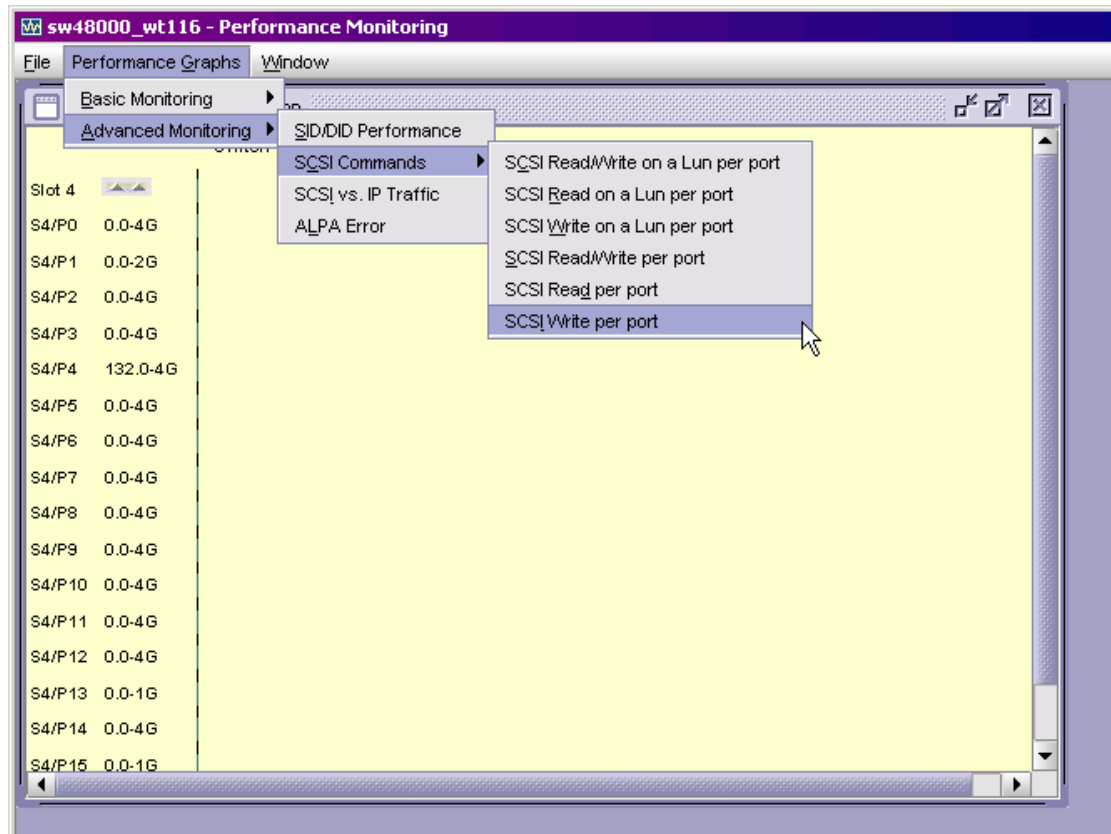 sw48000_wt116 - Performance Monitoring
File Performance Graphs Window
Basic Monitoring
Advanced Monitoring
SID/DID Performance
SCSI Commands
SCSI vs. IP Traffic
ALPA Error
SCSI Read/Write on a Lun per port
SCSI Read on a Lun per port
SCSI Write on a Lun per port
SCSI Read/Write per port
SCSI Read per port
SCSI Write per port
Slot 4
S4/P0 0.0-4G
S4/P1 0.0-2G
S4/P2 0.0-4G
S4/P3 0.0-4G
S4/P4 132.0-4G
S4/P5 0.0-4G
S4/P6 0.0-4G
S4/P7 0.0-4G
S4/P8 0.0-4G
S4/P9 0.0-4G
S4/P10 0.0-4G
S4/P11 0.0-4G
S4/P12 0.0-4G
S4/P13 0.0-1G
S4/P14 0.0-4G
S4/P15 0.0-1G